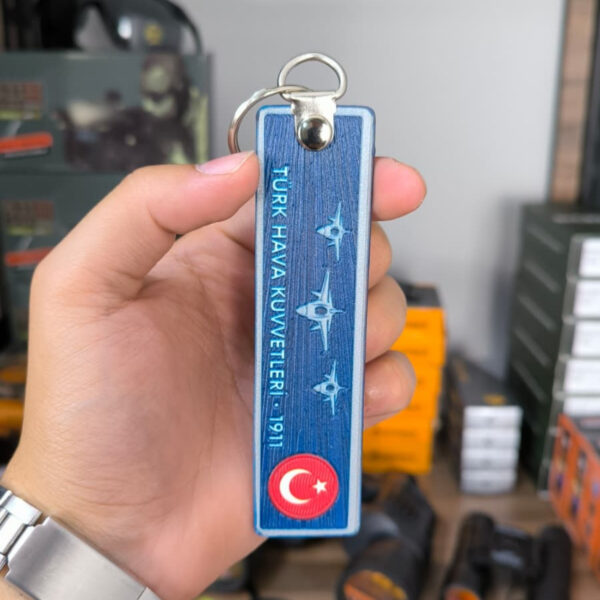 TÜRK HAVA KUVVETLERİ · 1911